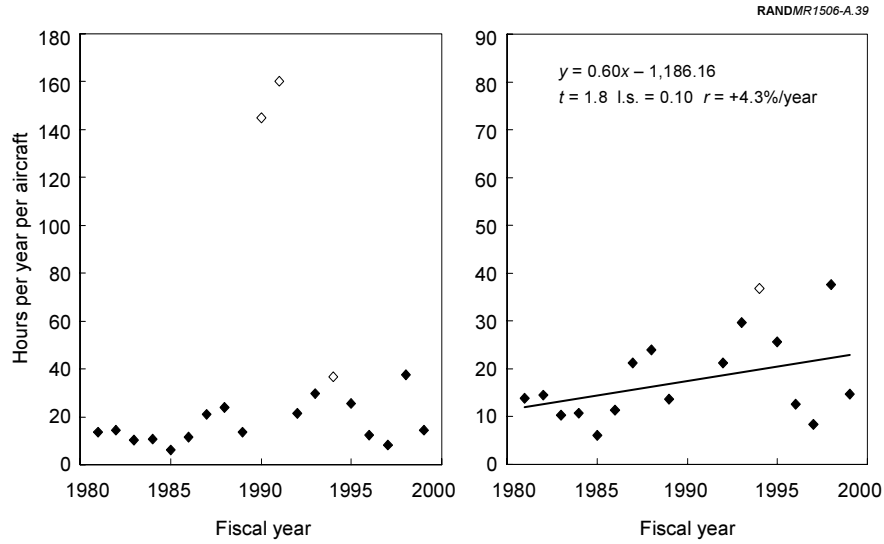 RANDMR1506-A.39
Hours per year per aircraft
180
160
140
120
100
80
60
40
20
0
1980 1985 1990 1995 2000
Fiscal year
90
80
70
60
50
40
30
20
10
0
y = 0.60x – 1,186.16
t = 1.8 l.s. = 0.10 r = +4.3%/year
1980 1985 1990 1995 2000
Fiscal year